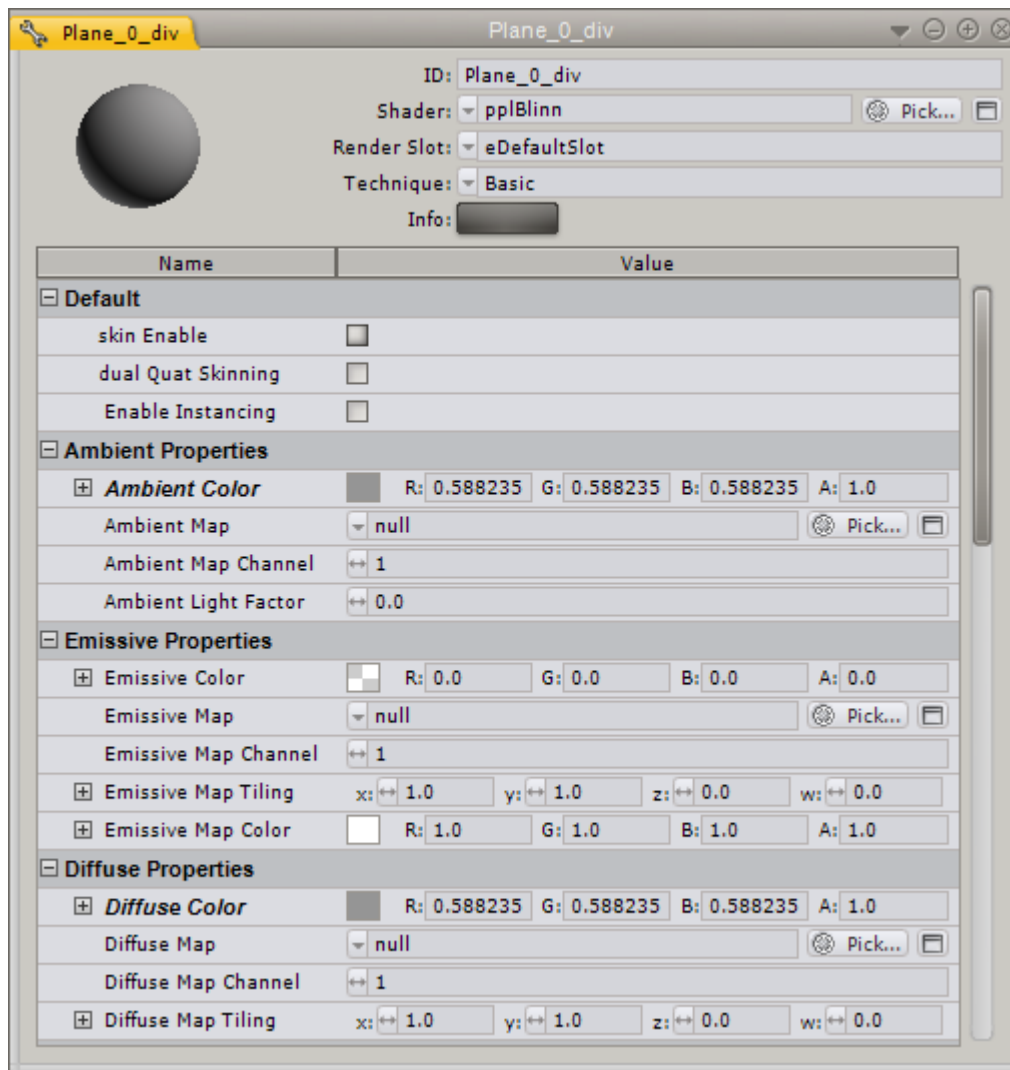 Plane_0_div Plane_0_div
ID: Plane_0_div
Shader: pplBlinn Pick...
Render Slot: eDefaultSlot
Technique: Basic
Info:
Name Value
Default
skin Enable
dual Quat Skinning
Enable Instancing
Ambient Properties
Ambient Color R: 0.588235 G: 0.588235 B: 0.588235 A: 1.0
Ambient Map null Pick...
Ambient Map Channel 1
Ambient Light Factor 0.0
Emissive Properties
Emissive Color R: 0.0 G: 0.0 B: 0.0 A: 0.0
Emissive Map null Pick...
Emissive Map Channel 1
Emissive Map Tiling x: 1.0 y: 1.0 z: 0.0 w: 0.0
Emissive Map Color R: 1.0 G: 1.0 B: 1.0 A: 1.0
Diffuse Properties
Diffuse Color R: 0.588235 G: 0.588235 B: 0.588235 A: 1.0
Diffuse Map null Pick...
Diffuse Map Channel 1
Diffuse Map Tiling x: 1.0 y: 1.0 z: 0.0 w: 0.0